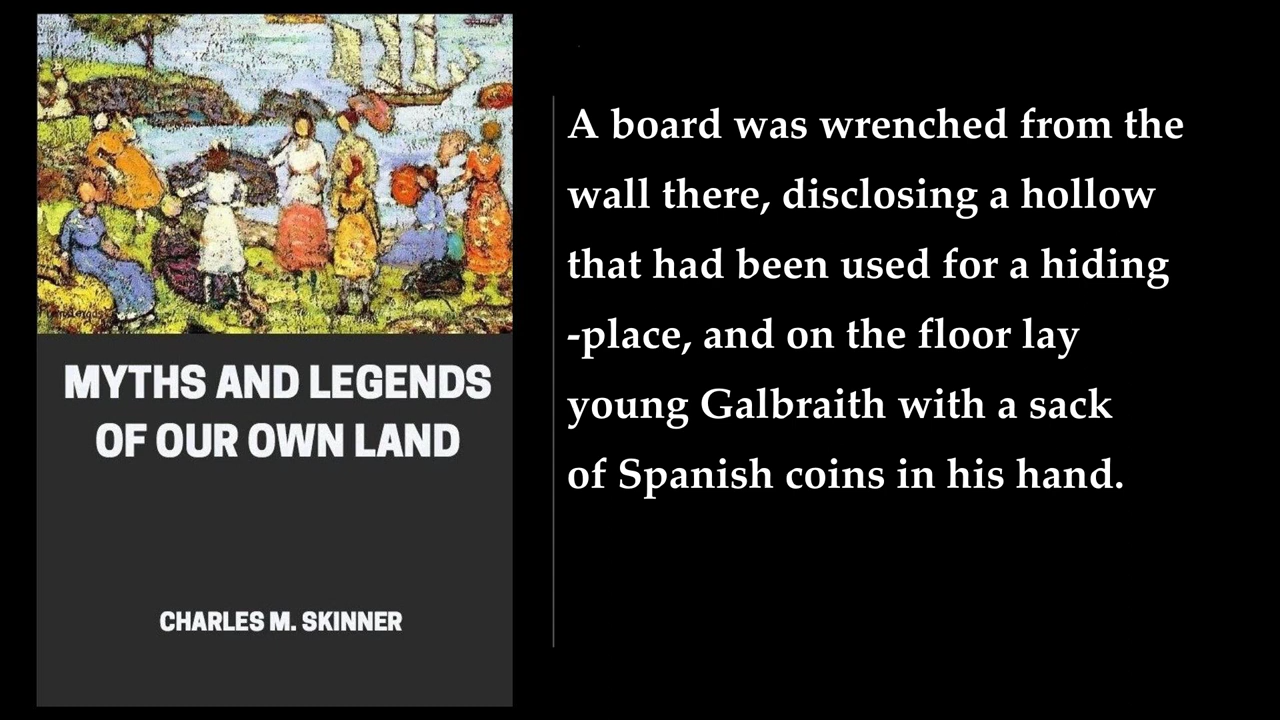 MYTHS AND LEGENDS
OF OUR OWN LAND
CHARLES M. SKINNER
A board was wrenched from the
wall there, disclosing a hollow
that had been used for a hiding
-place, and on the floor lay
young Galbraith with a sack
of Spanish coins in his hand.